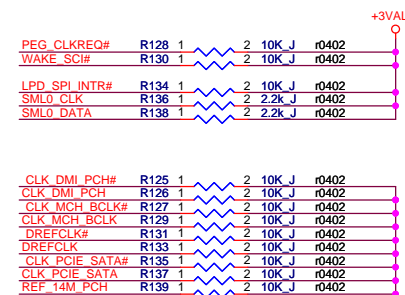 +3VAL
PEG_CLKREQ# R128 1 2 10K_J r0402
WAKE_SCI# R130 1 2 10K_J r0402
LPD_SPI_INTR# R134 1 2 10K_J r0402
SML0_CLK R136 1 2 2.2k_J r0402
SML0_DATA R138 1 2 2.2k_J r0402
CLK_DMI_PCH# R125 1 2 10K_J r0402
CLK_DMI_PCH R126 1 2 10K_J r0402
CLK_MCH_BCLK# R127 1 2 10K_J r0402
CLK_MCH_BCLK R129 1 2 10K_J r0402
DREFCLK# R131 1 2 10K_J r0402
DREFCLK R133 1 2 10K_J r0402
CLK_PCIE_SATA# R135 1 2 10K_J r0402
CLK_PCIE_SATA R137 1 2 10K_J r0402
REF_14M_PCH R139 1 2 10K_J r0402